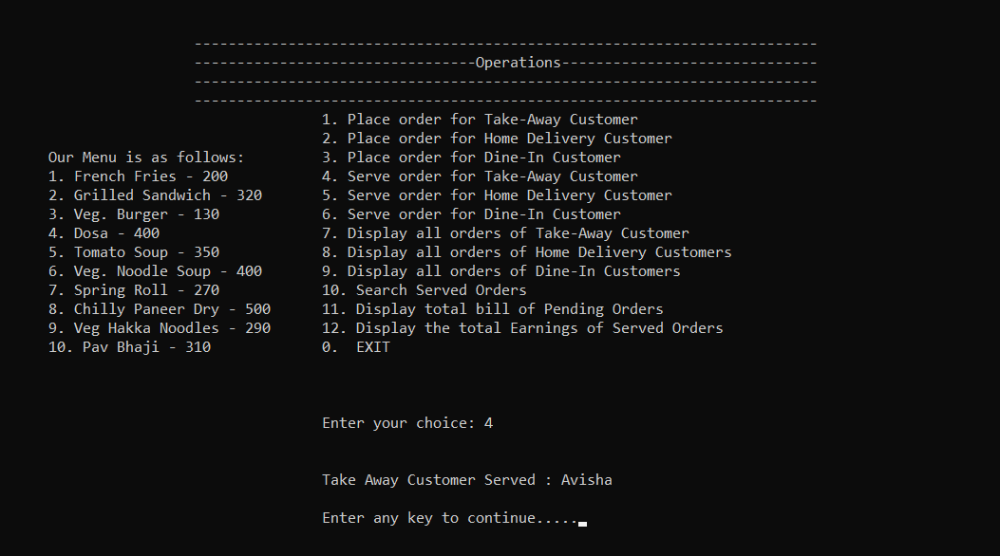 -------------------------------------------------------------------------
---------------------------------Operations------------------------------
-------------------------------------------------------------------------
-------------------------------------------------------------------------
1. Place order for Take-Away Customer
2. Place order for Home Delivery Customer
Our Menu is as follows: 3. Place order for Dine-In Customer
1. French Fries - 200 4. Serve order for Take-Away Customer
2. Grilled Sandwich - 320 5. Serve order for Home Delivery Customer
3. Veg. Burger - 130 6. Serve order for Dine-In Customer
4. Dosa - 400 7. Display all orders of Take-Away Customer
5. Tomato Soup - 350 8. Display all orders of Home Delivery Customers
6. Veg. Noodle Soup - 400 9. Display all orders of Dine-In Customers
7. Spring Roll - 270 10. Search Served Orders
8. Chilly Paneer Dry - 500 11. Display total bill of Pending Orders
9. Veg Hakka Noodles - 290 12. Display the total Earnings of Served Orders
10. Pav Bhaji - 310 0.  EXIT
Enter your choice: 4
Take Away Customer Served : Avisha
Enter any key to continue.....